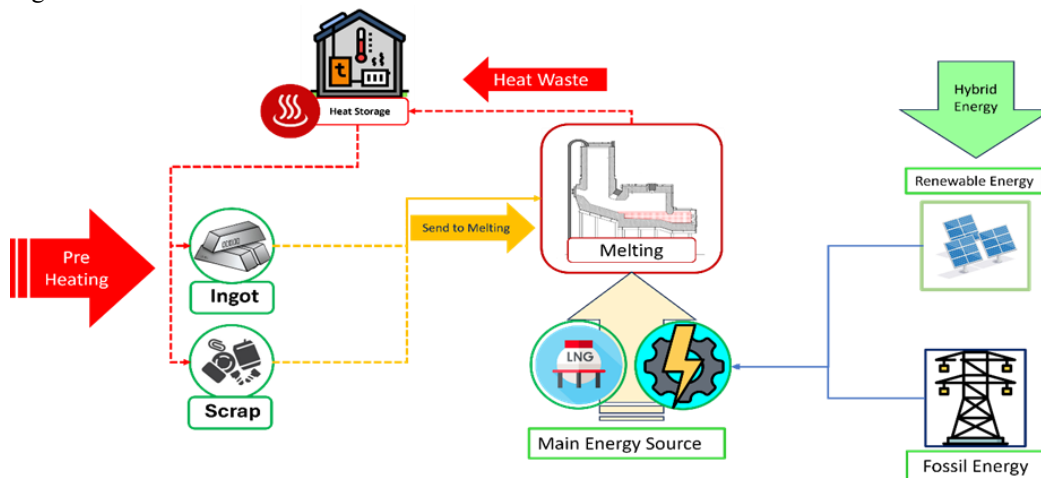 Heat Waste
Heat Storage
t
Hybrid
Energy
Renewable Energy
Pre
Heating
Send to Melting
Melting
Ingot
LNG
Scrap
Main Energy Source
Fossil Energy